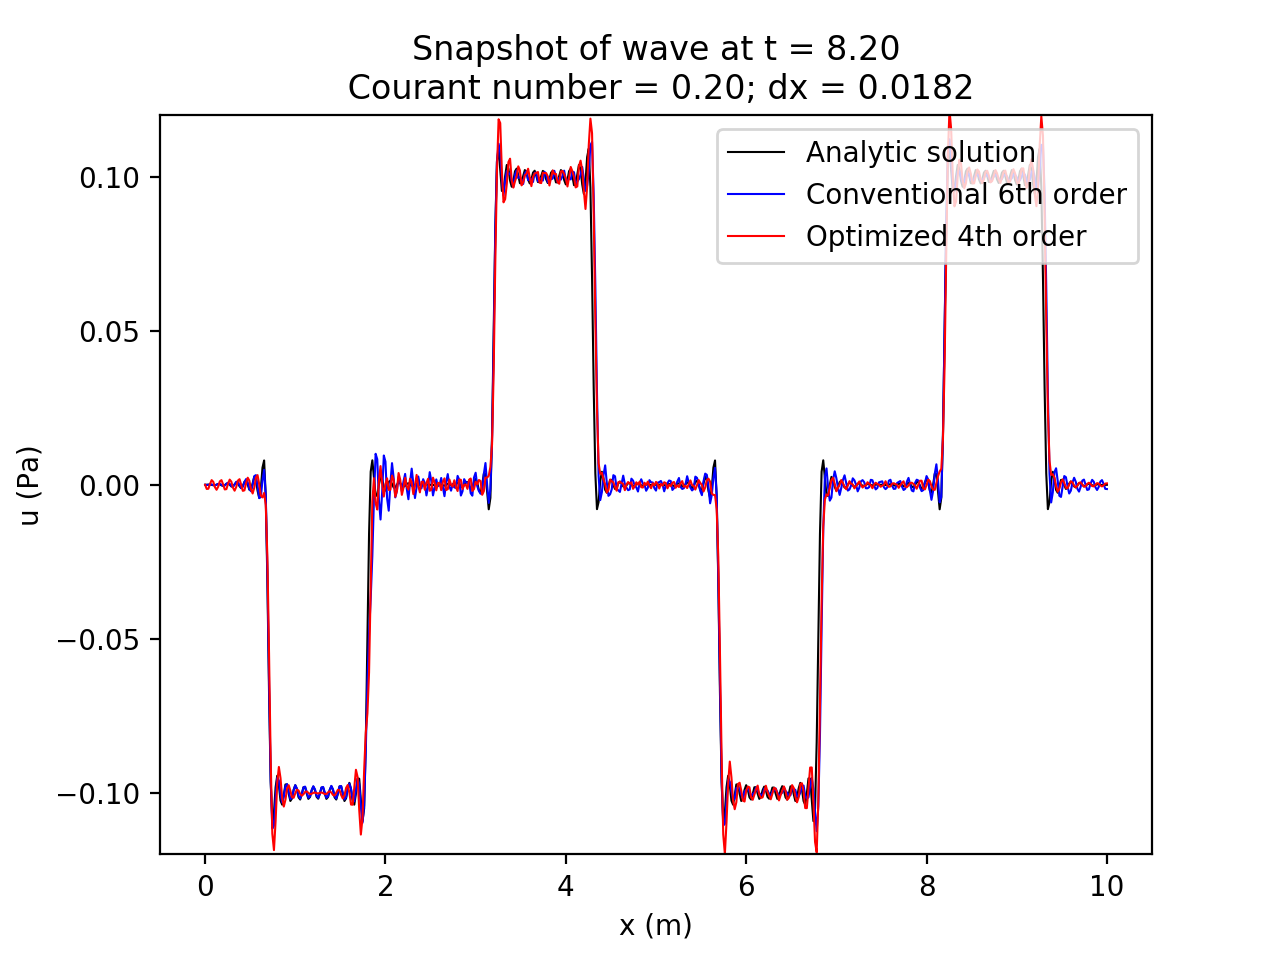 Snapshot of wave at t = 8.20
Courant number = 0.20; dx = 0.0182
Analytic solution
Conventional 6th order
Optimized 4th order
0.10
0.05
0.00
−0.05
−0.10
u (Pa)
0 2 4 6 8 10
x (m)